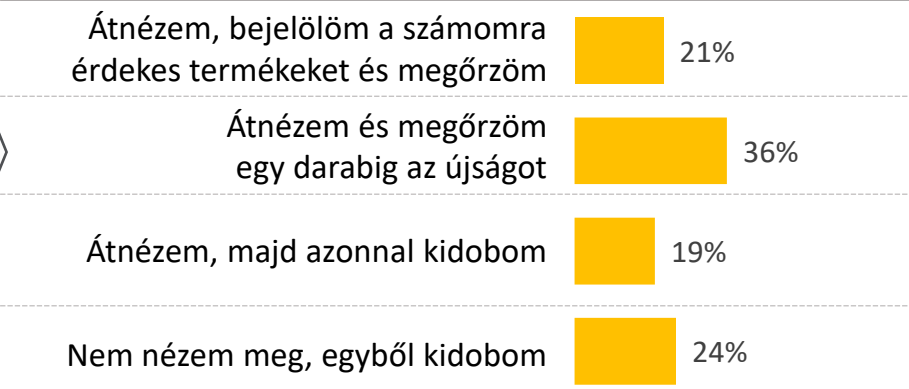 Átnézem, bejelölöm a számomra
érdekes termékeket és megőrzöm
21%
Átnézem és megőrzöm
egy darabig az újságot
36%
Átnézem, majd azonnal kidobom
19%
Nem nézem meg, egyből kidobom
24%